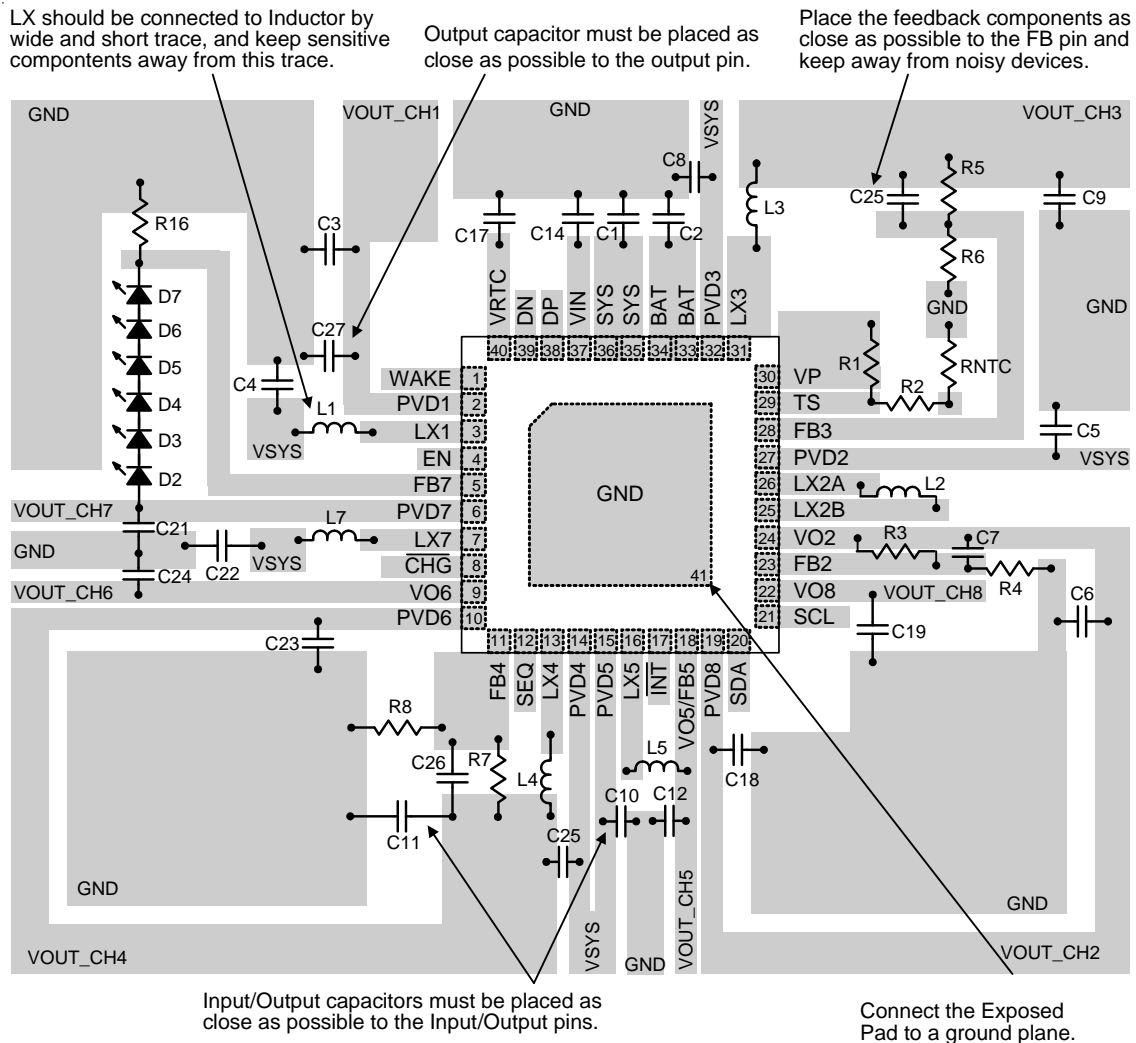 LX should be connected to Inductor by
wide and short trace, and keep sensitive
compontents away from this trace.
Output capacitor must be placed as
close as possible to the output pin.
Place the feedback components as
close as possible to the FB pin and
keep away from noisy devices.
GND
VOUT_CH1
GND
VSYS
VOUT_CH3
C8
R5
C25
C9
L3
R16
C3
C17
C14
C1
C2
R6
D7
D6
D5
D4
D3
D2
C27
C4
L1
VSYS
VRTC
DN
DP
VIN
SYS
SYS
BAT
BAT
PVD3
LX3
GND
GND
40
39
38
37
36
35
34
33
32
31
R1
R2
RNTC
WAKE
1
PVD1
2
LX1
3
EN
4
FB7
5
PVD7
6
LX7
7
CHG
8
VO6
9
PVD6
10
30
VP
29
TS
28
FB3
27
PVD2
26
LX2A
25
LX2B
24
VO2
23
FB2
22
VO8
21
SCL
GND
41
C5
VSYS
L2
VOUT_CH7
C21
L7
GND
C22
VSYS
C24
VOUT_CH6
R3
C7
R4
VOUT_CH8
C6
C19
C23
11
12
13
14
15
16
17
18
19
20
FB4
SEQ
LX4
PVD4
PVD5
LX5
INT
VO5/FB5
PVD8
SDA
R8
C26
R7
L4
L5
C18
C10
C12
C11
C25
GND
GND
VSYS
GND
VOUT_CH5
VOUT_CH4
VOUT_CH2
Input/Output capacitors must be placed as
close as possible to the Input/Output pins.
Connect the Exposed
Pad to a ground plane.